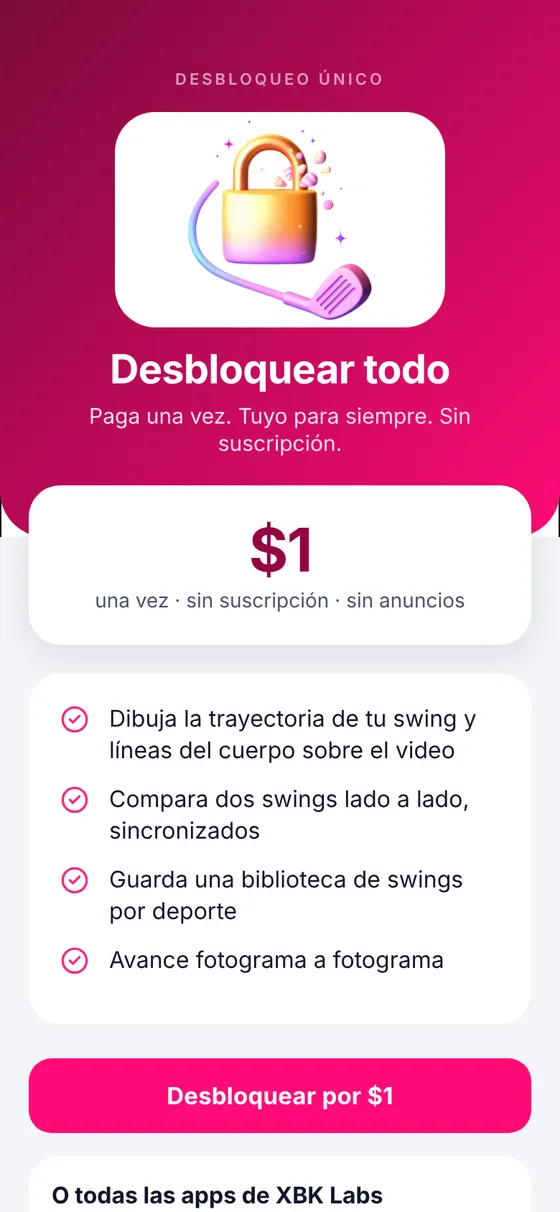 DESBLOQUEO ÚNICO
Desbloquear todo
Paga una vez. Tuyo para siempre. Sin
suscripción.
$1
una vez · sin suscripción · sin anuncios
Dibuja la trayectoria de tu swing y
líneas del cuerpo sobre el video
Compara dos swings lado a lado,
sincronizados
Guarda una biblioteca de swings
por deporte
Avance fotograma a fotograma
Desbloquear por $1
O todas las apps de XBK Labs